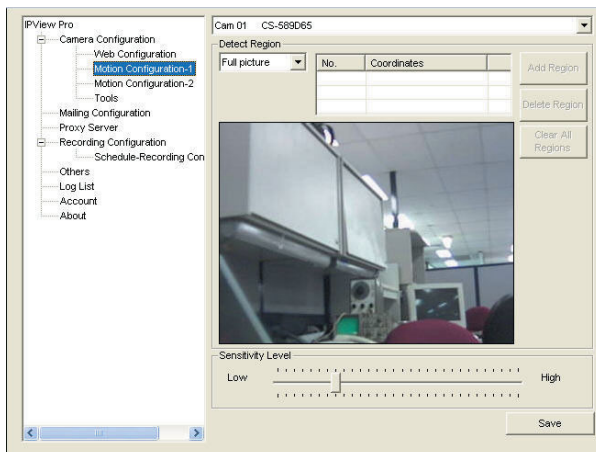 IPView Pro
Camera Configuration
Web Configuration
Motion Configuration-1
Motion Configuration-2
Tools
Mailing Configuration
Proxy Server
Recording Configuration
Schedule-Recording Con
Others
Log List
Account
About
Cam 01 CS-589D65
Detect Region
Full picture
No. Coordinates
Add Region
Delete Region
Clear All
Regions
Sensitivity Level
Low
High
Save